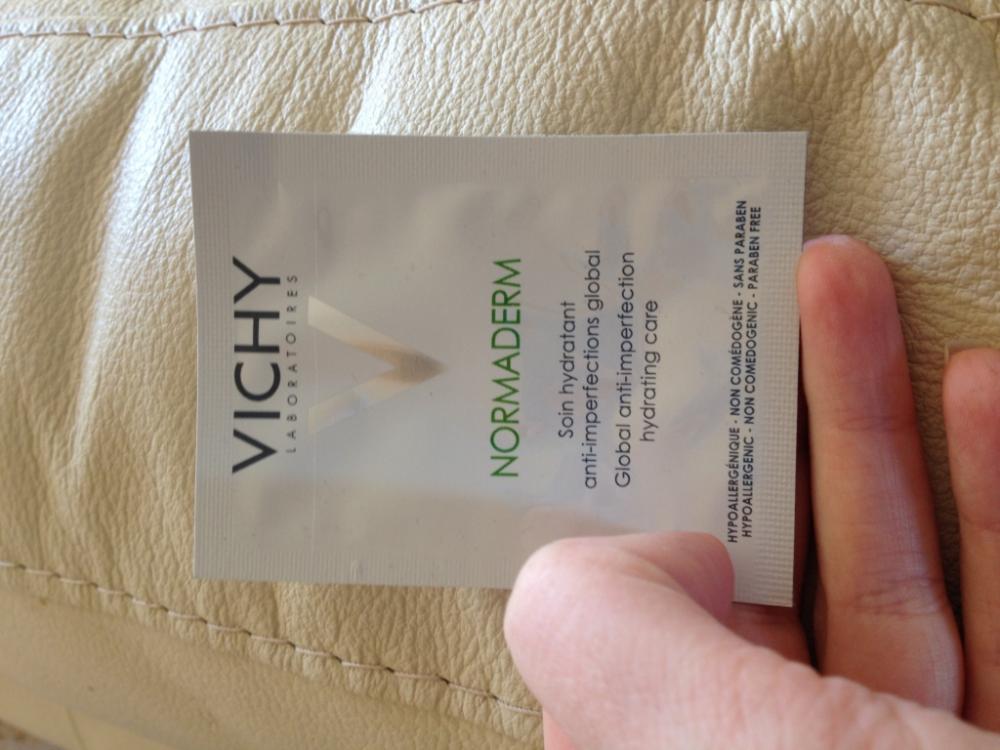 VICHY
LABORATOIRES
NORMADERM
Soin hydratant
anti-imperfections global
Global anti-imperfection
hydrating care
HYPOALLERGÉNIQUE - NON COMÉDOGÈNE - SANS PARABEN
HYPOALLERGENIC - NON COMEDOGENIC - PARABEN FREE